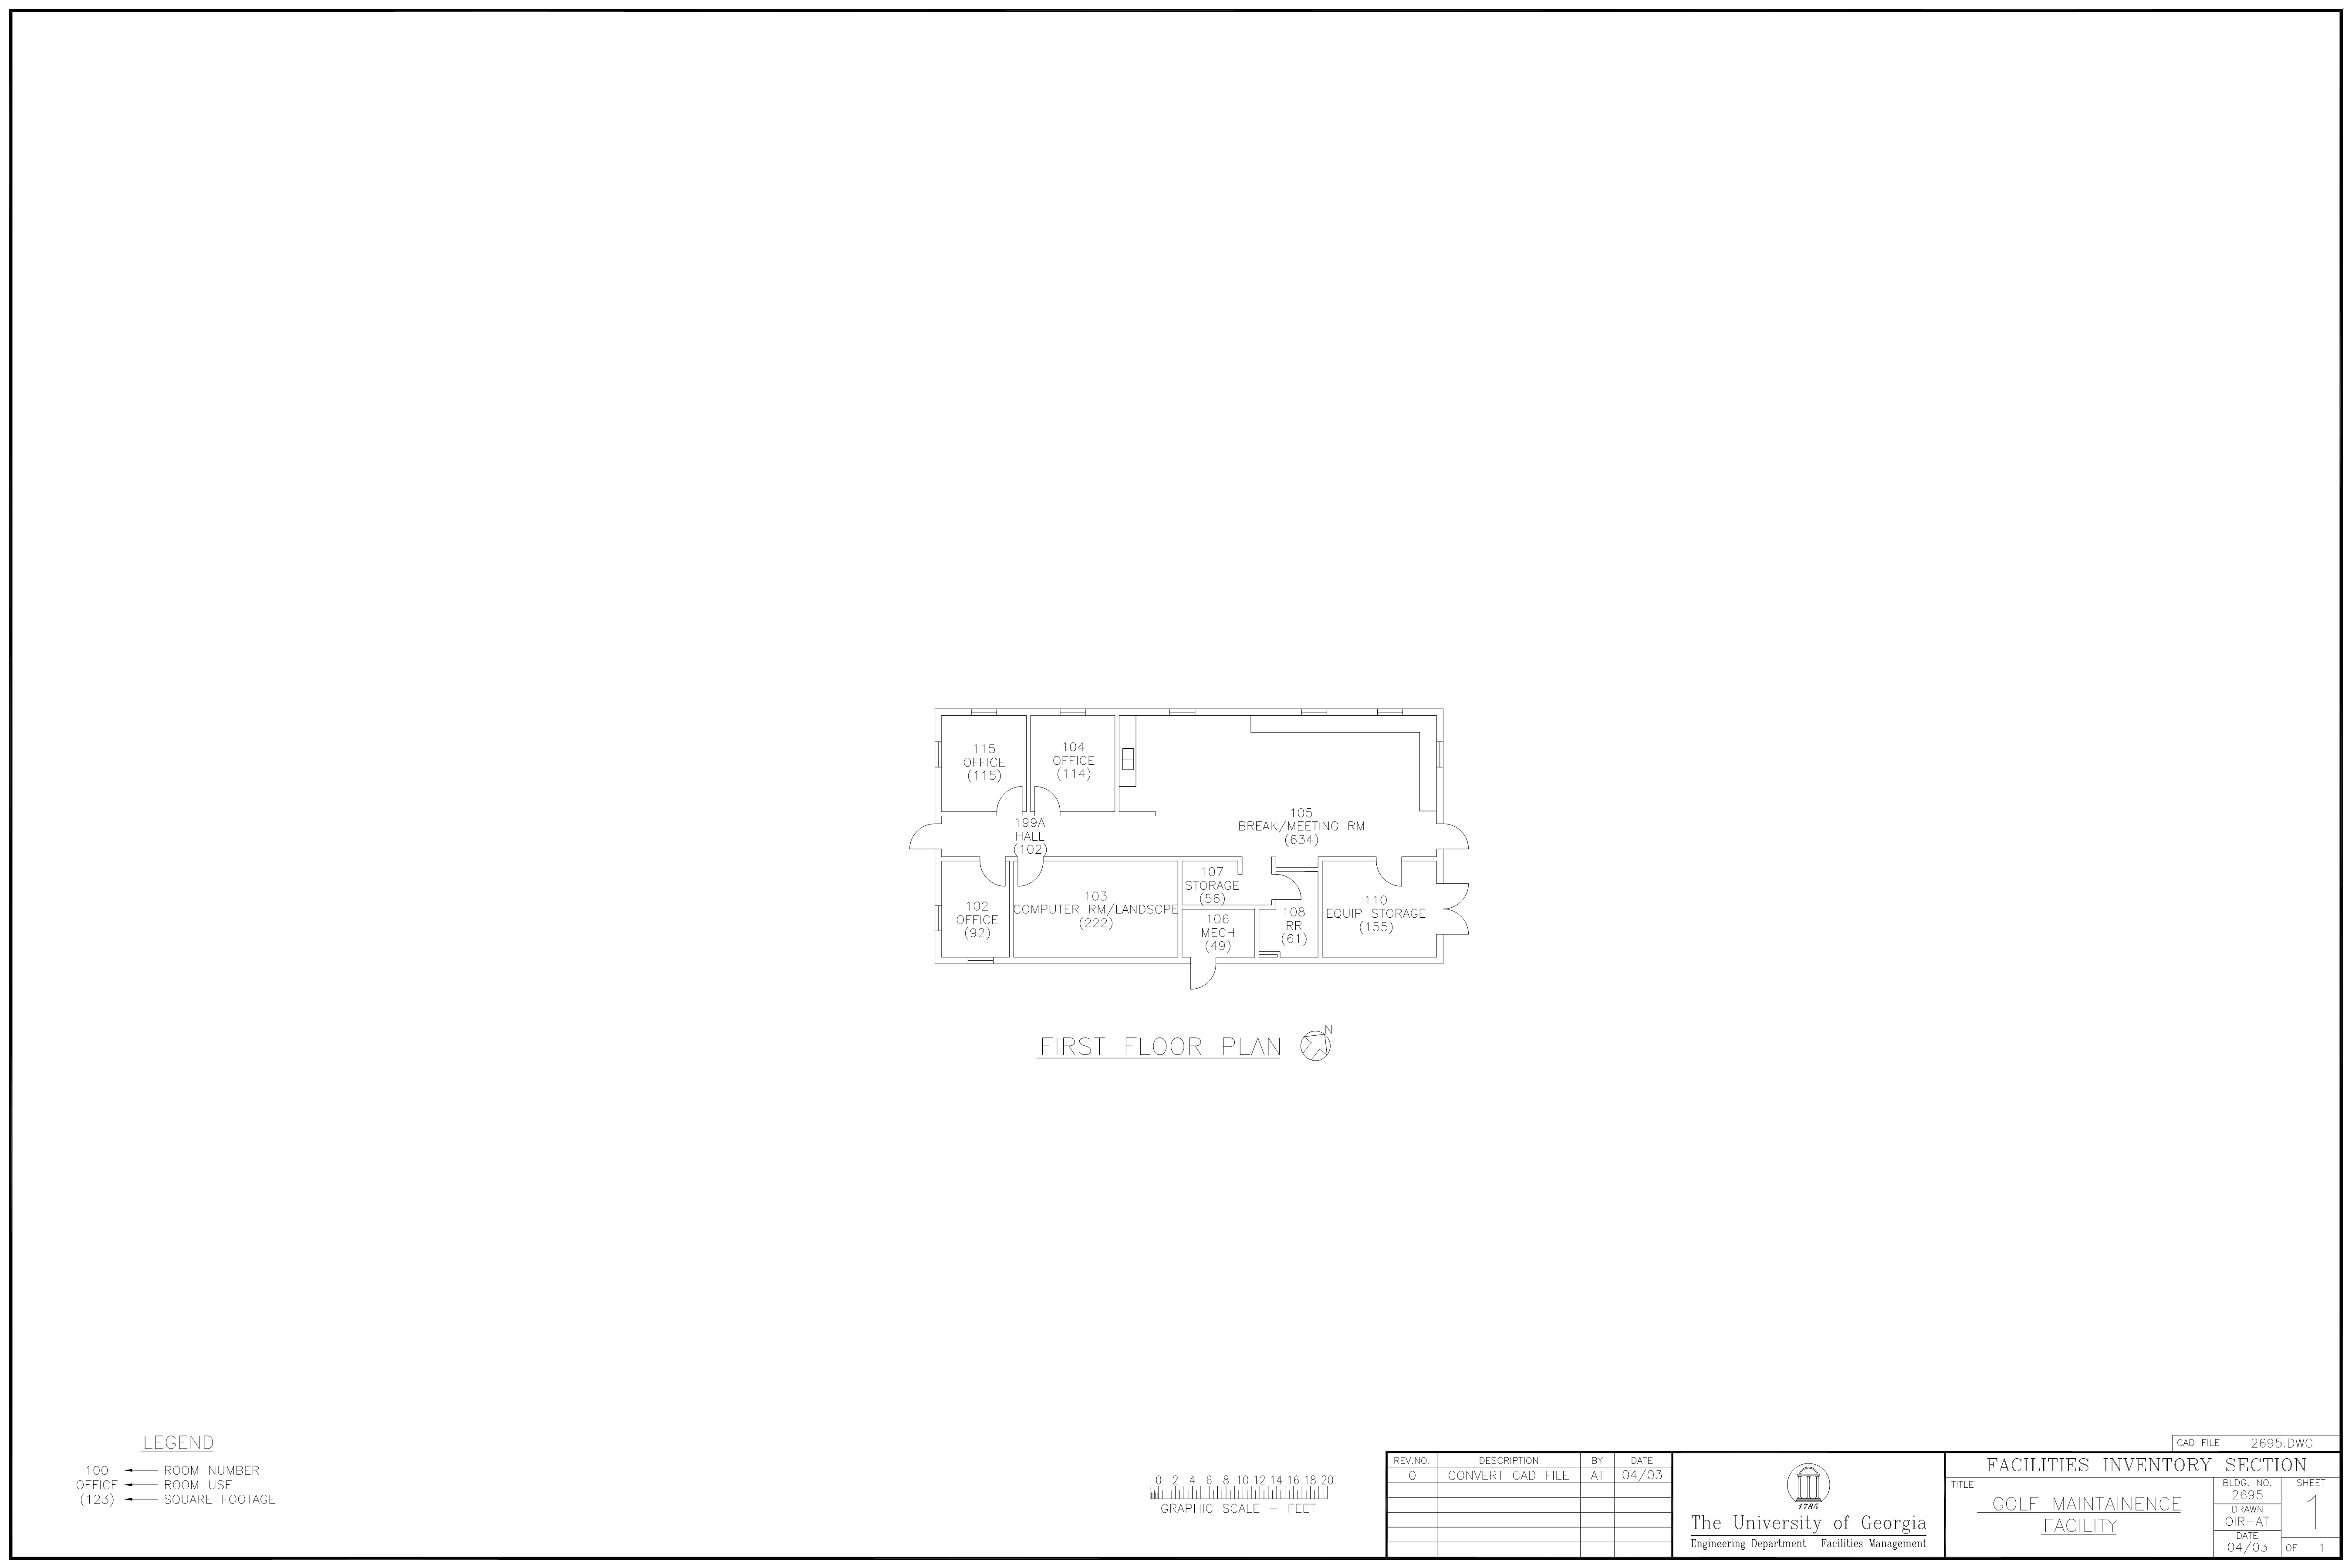 115
OFFICE
(115)
104
OFFICE
(114)
199A
HALL
(102)
105
BREAK/MEETING RM
(634)
102
OFFICE
(92)
103
COMPUTER RM/LANDSCPE
(222)
107
STORAGE
(56)
106
MECH
(49)
108
RR
(61)
110
EQUIP STORAGE
(155)
FIRST FLOOR PLAN
N
LEGEND
100 ROOM NUMBER
OFFICE ROOM USE
(123) SQUARE FOOTAGE
0 2 4 6 8 10 12 14 16 18 20
GRAPHIC SCALE - FEET
REV.NO. DESCRIPTION BY DATE
0 CONVERT CAD FILE AT 04/03
1785
The University of Georgia
Engineering Department Facilities Management
CAD FILE 2695.DWG
FACILITIES INVENTORY SECTION
TITLE
GOLF MAINTAINENCE
FACILITY
BLDG. NO.
2695
DRAWN
OIR-AT
DATE
04/03
SHEET
1
OF 1